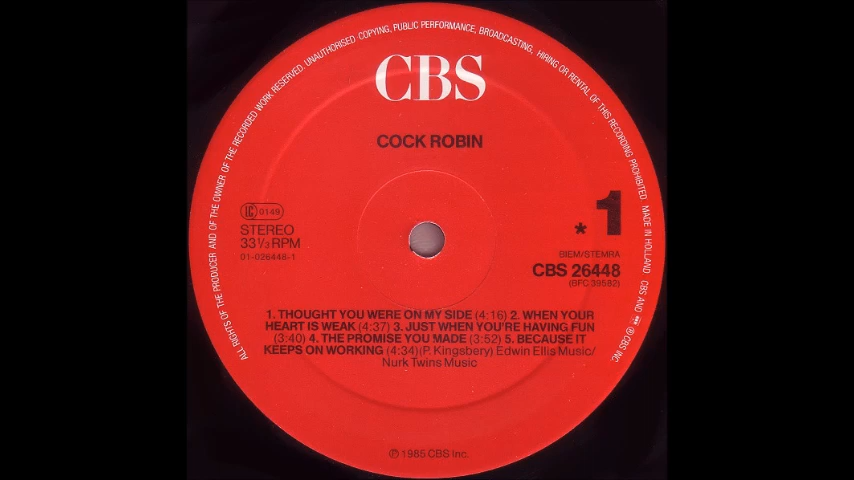 ALL RIGHTS OF THE PRODUCER AND OF THE OWNER OF THE RECORDED WORK RESERVED. UNAUTHORISED COPYING, PUBLIC PERFORMANCE, BROADCASTING, HIRING OR RENTAL OF THIS RECORDING PROHIBITED MADE IN HOLLAND CBS AND ℗ CBS INC.
CBS
COCK ROBIN
LC 0149
STEREO
33 1/3 RPM
01-026448-1
* 1
BIEM/STEMRA
CBS 26448
(BFC 39582)
1. THOUGHT YOU WERE ON MY SIDE (4:16) 2. WHEN YOUR
HEART IS WEAK (4:37) 3. JUST WHEN YOU'RE HAVING FUN
(3:40) 4. THE PROMISE YOU MADE (3:52) 5. BECAUSE IT
KEEPS ON WORKING (4:34)(P. Kingsbery) Edwin Ellis Music/
Nurk Twins Music
℗ 1985 CBS Inc.